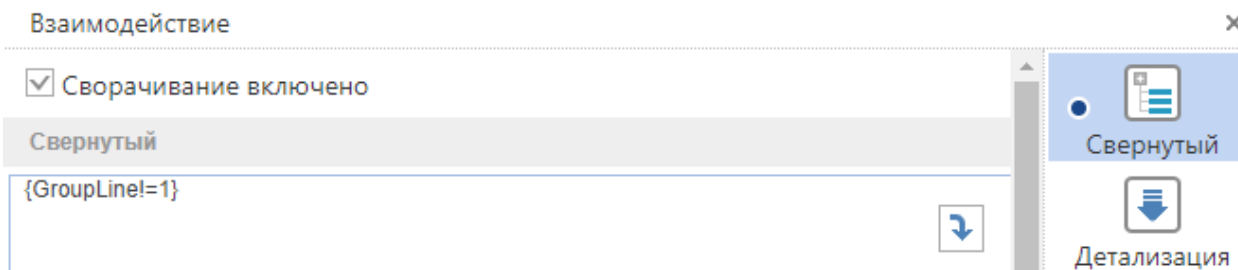 Взаимодействие
Сворачивание включено
Свернутый
{GroupLine!=1}
Свернутый
Детализация